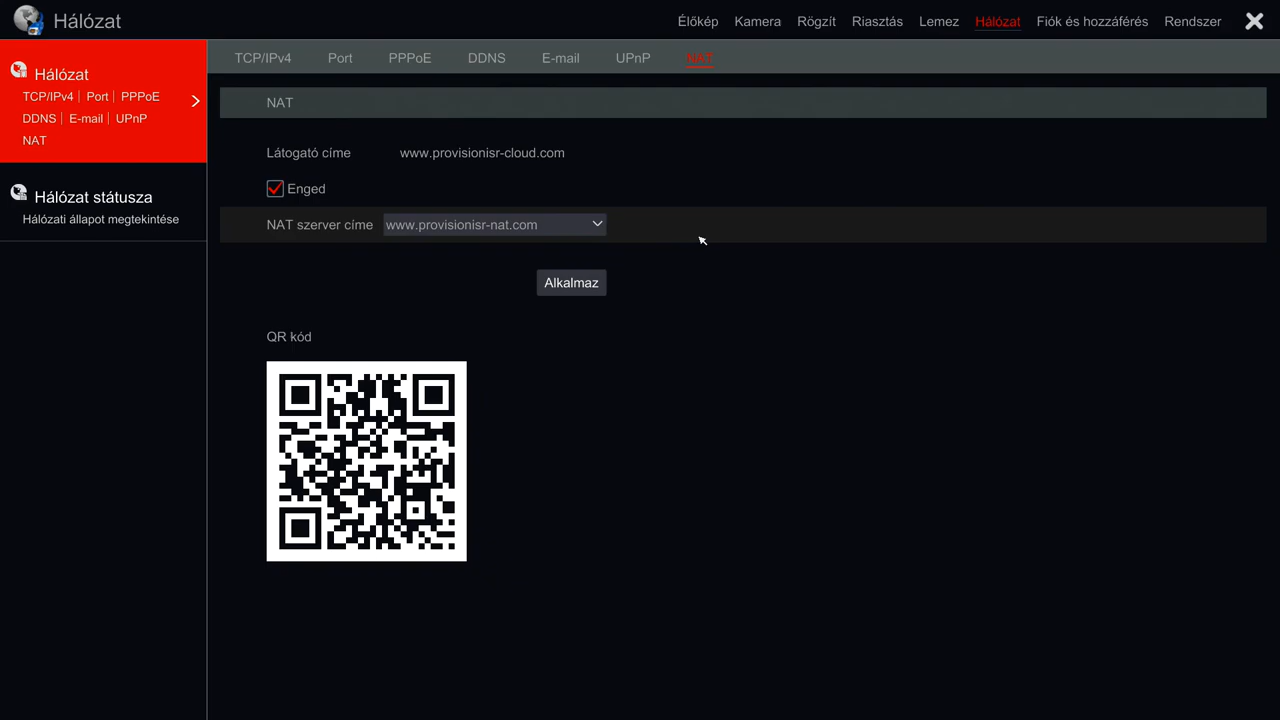 Hálózat
Élőkép Kamera Rögzít Riasztás Lemez Hálózat Fiók és hozzáférés Rendszer
Hálózat
TCP/IPv4 | Port | PPPoE
DDNS | E-mail | UPnP
NAT
Hálózat státusza
Hálózati állapot megtekintése
TCP/IPv4 Port PPPoE DDNS E-mail UPnP NAT
NAT
Látogató címe www.provisionisr-cloud.com
Enged
NAT szerver címe www.provisionisr-nat.com
Alkalmaz
QR kód